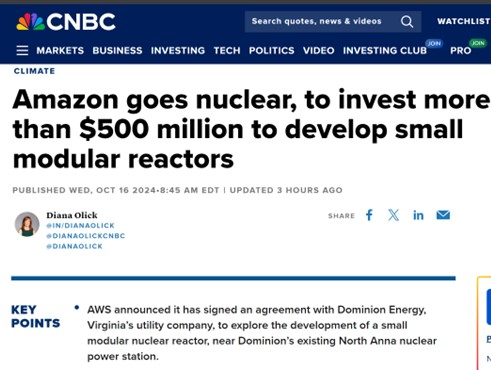 CNBC
Search quotes, news & videos
WATCHLIST
MARKETS BUSINESS INVESTING TECH POLITICS VIDEO INVESTING CLUB JOIN PRO JOIN
CLIMATE
Amazon goes nuclear, to invest more
than $500 million to develop small
modular reactors
PUBLISHED WED, OCT 16 2024•8:45 AM EDT | UPDATED 3 HOURS AGO
Diana Olick
@IN/DIANAOLICK
@DIANAOLICKCNBC
@DIANAOLICK
SHARE
KEY
POINTS
• AWS announced it has signed an agreement with Dominion Energy,
Virginia's utility company, to explore the development of a small
modular nuclear reactor, near Dominion's existing North Anna nuclear
power station.